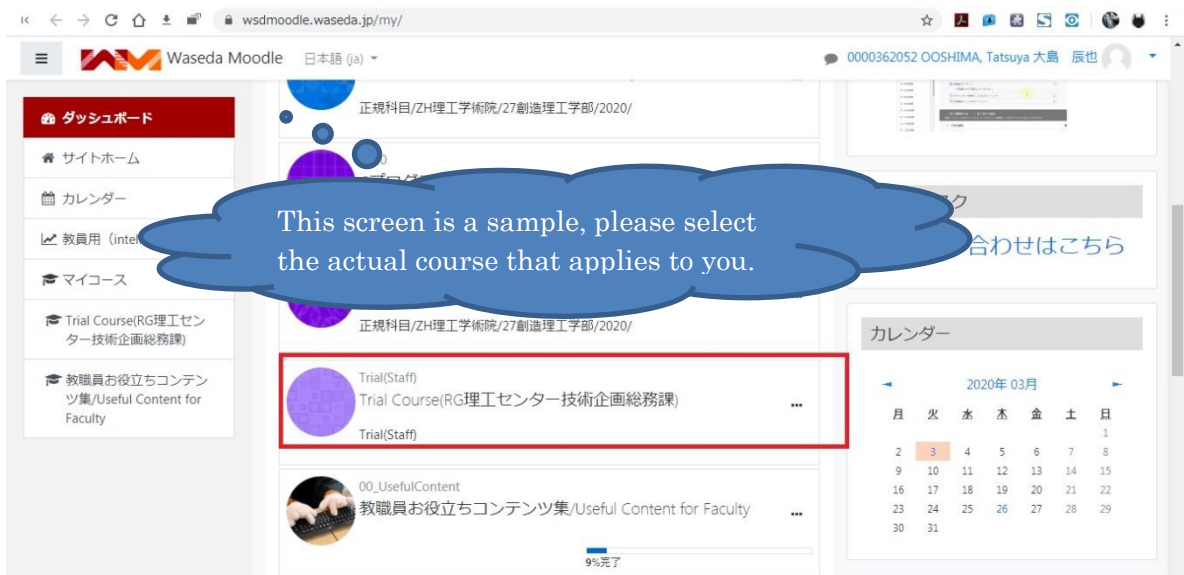 wsdmoodle.waseda.jp/my/
Waseda Moodle 日本語 (ja)
0000362052 OOSHIMA, Tatsuya 大島 辰也
ダッシュボード
サイトホーム
カレンダー
教員用
マイコース
Trial Course(RG理工セン
ター技術企画総務課)
教職員お役立ちコンテン
ツ集/Useful Content for
Faculty
正規科目/ZH理工学術院/27創造理工学部/2020/
This screen is a sample, please select
the actual course that applies to you.
正規科目/ZH理工学術院/27創造理工学部/2020/
Trial(Staff)
Trial Course(RG理工センター技術企画総務課)
Trial(Staff)
00_UsefulContent
教職員お役立ちコンテンツ集/Useful Content for Faculty
9%完了
ク
合わせはこちら
カレンダー
2020年 03月
月 火 水 木 金 土 日
1
2 3 4 5 6 7 8
9 10 11 12 13 14 15
16 17 18 19 20 21 22
23 24 25 26 27 28 29
30 31